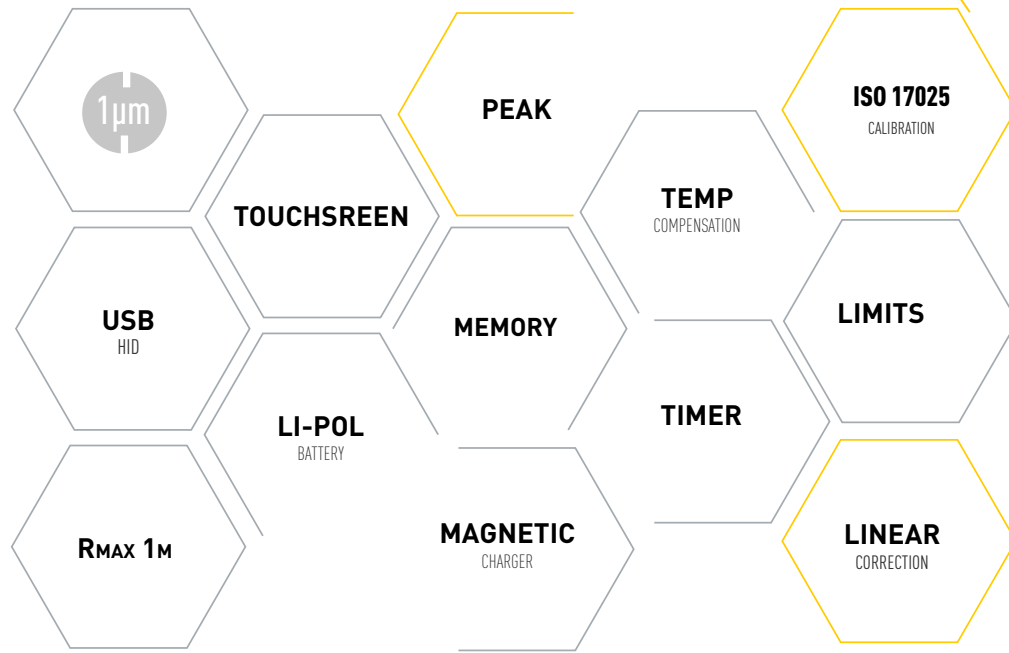 1µm
PEAK
ISO 17025
CALIBRATION
TOUCHSREEN
TEMP
COMPENSATION
USB
HID
MEMORY
LIMITS
LI-POL
BATTERY
TIMER
RMAX 1M
MAGNETIC
CHARGER
LINEAR
CORRECTION